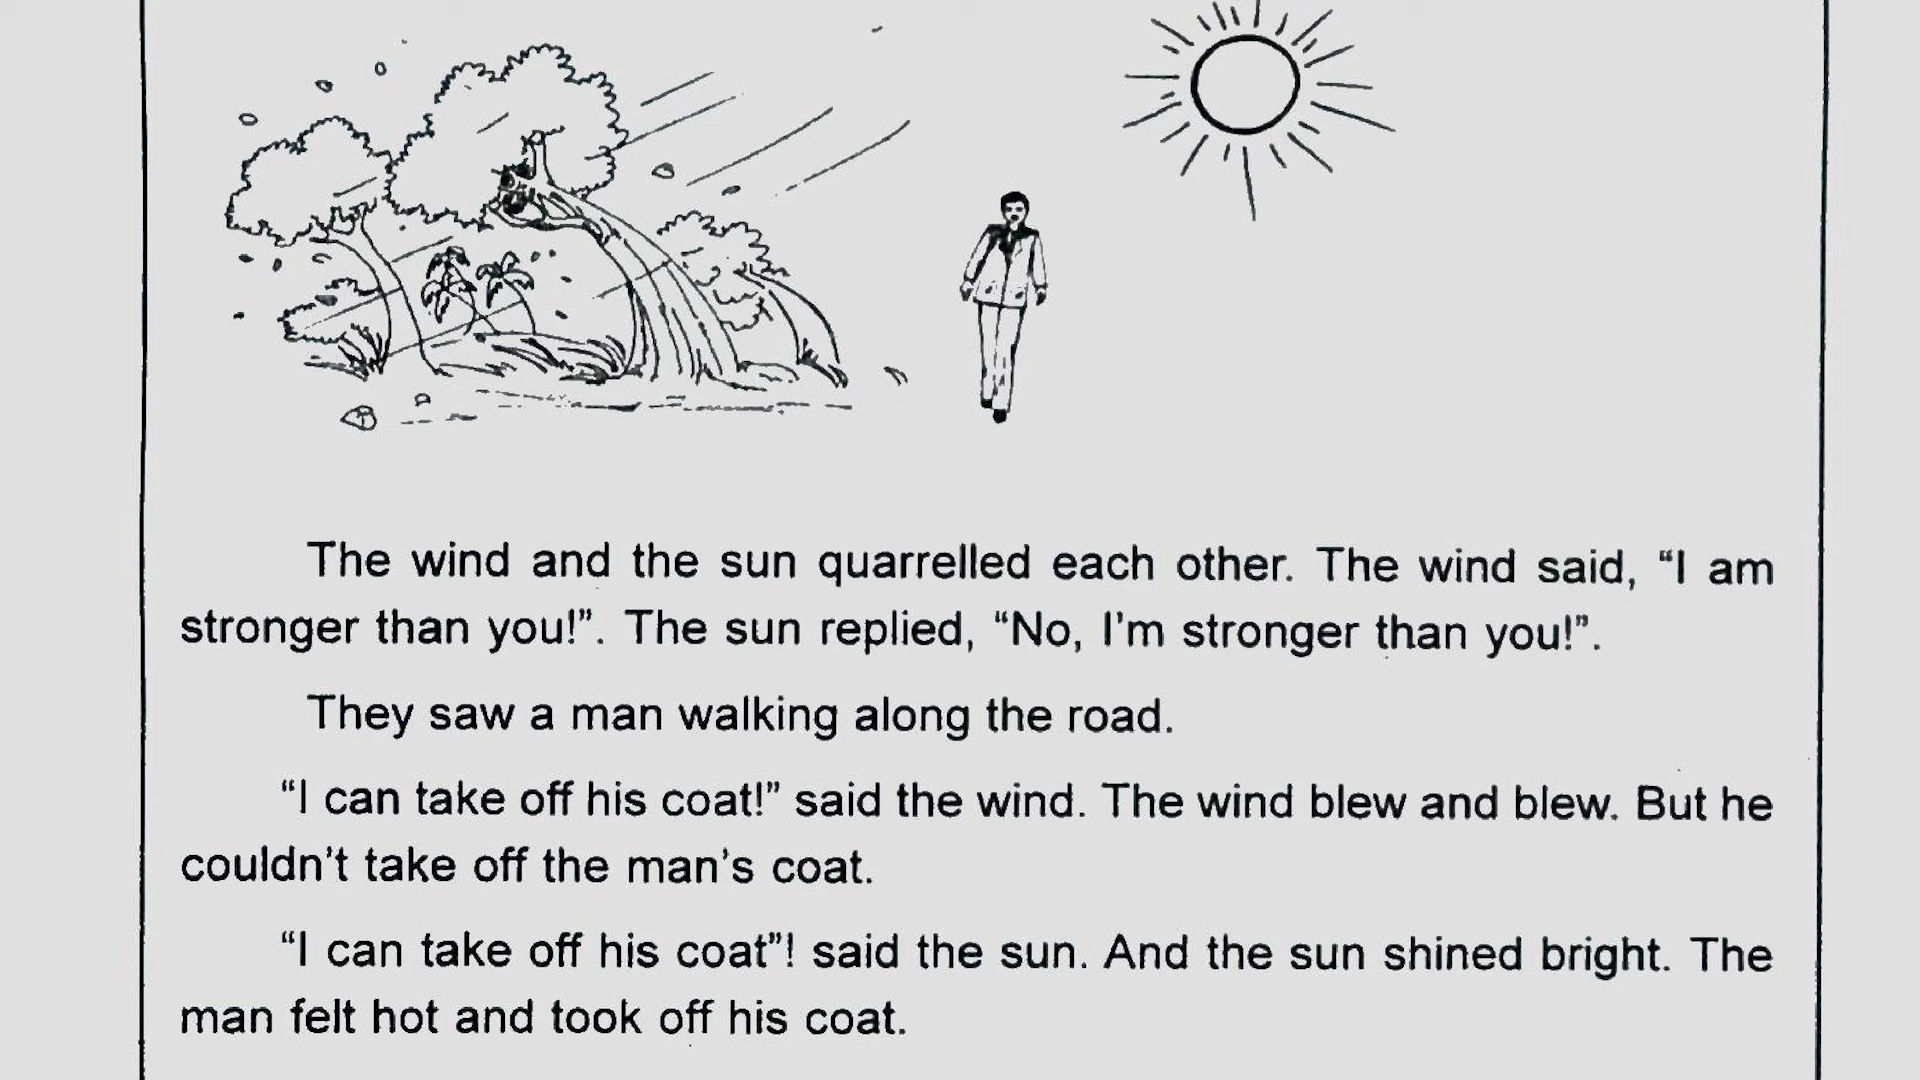 The wind and the sun quarrelled each other. The wind said, “I am
stronger than you!”. The sun replied, “No, I'm stronger than you!”.
They saw a man walking along the road.
“I can take off his coat!” said the wind. The wind blew and blew. But he
couldn't take off the man's coat.
“I can take off his coat”! said the sun. And the sun shined bright. The
man felt hot and took off his coat.